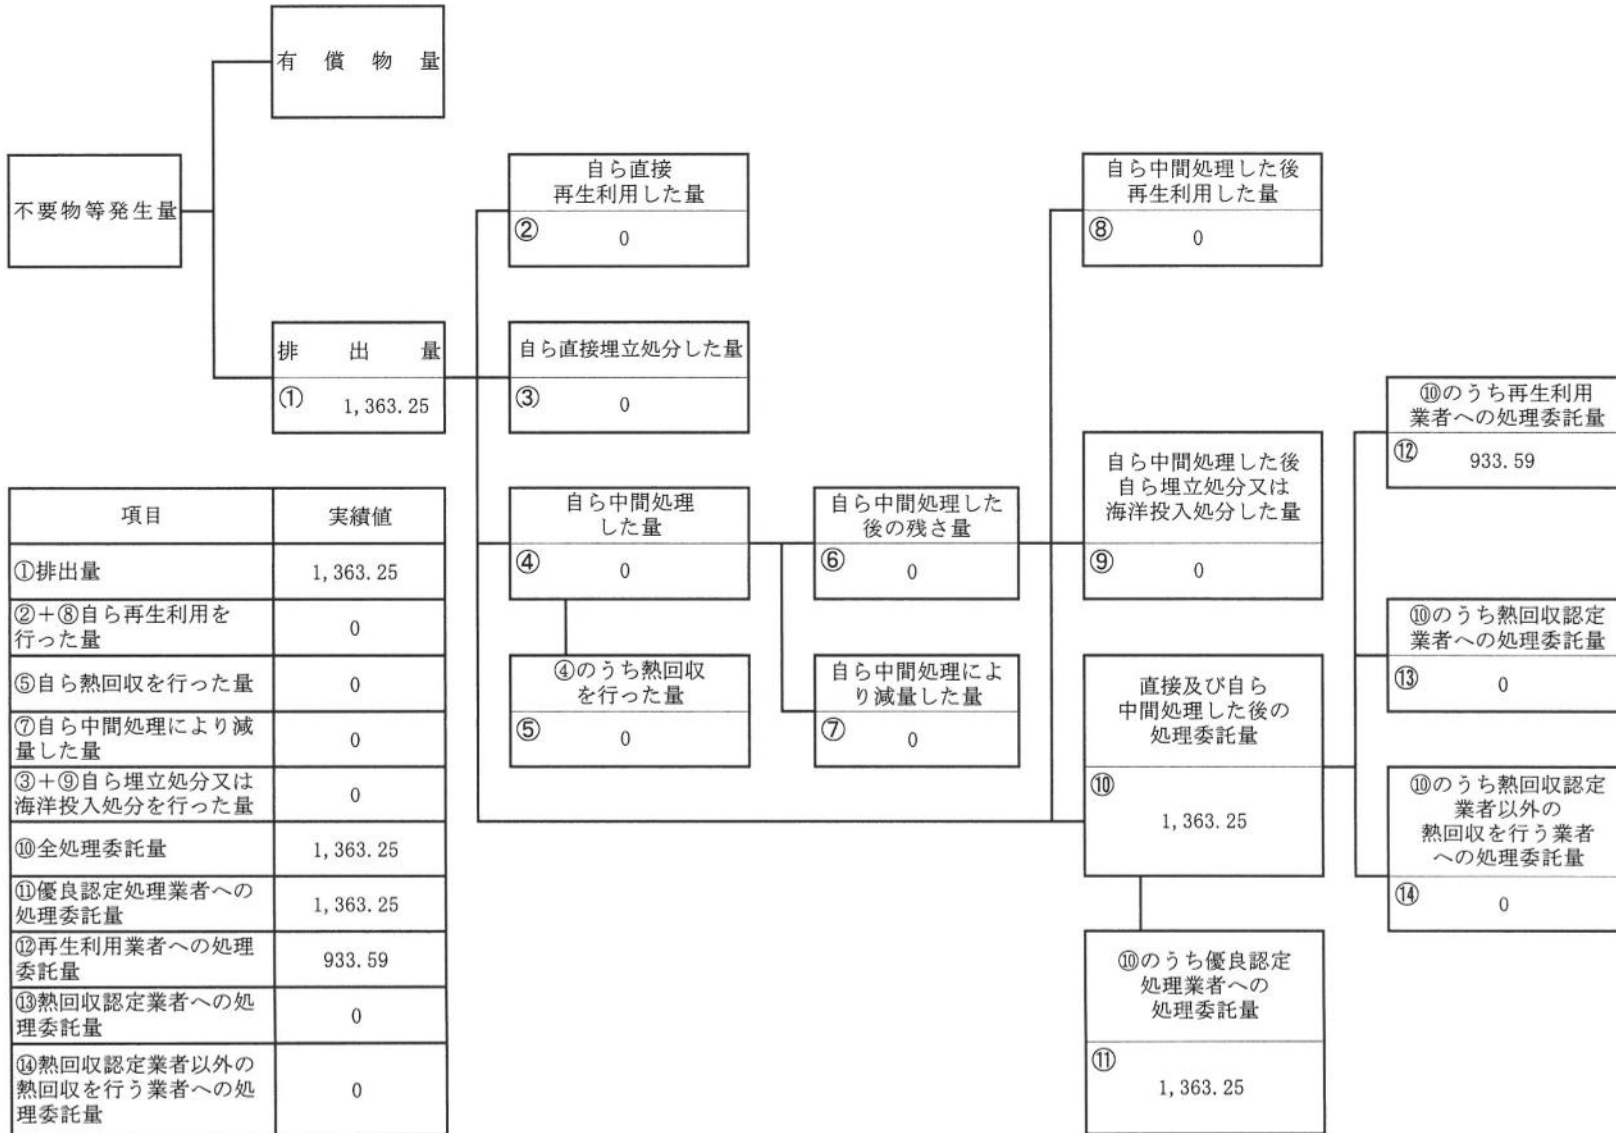 有償物量
不要物等発生量
排出量
① 1,363.25
自ら直接
再生利用した量
② 0
自ら直接埋立処分した量
③ 0
自ら中間処理
した量
④ 0
④のうち熱回収
を行った量
⑤ 0
自ら中間処理した
後の残さ量
⑥ 0
自ら中間処理によ
り減量した量
⑦ 0
自ら中間処理した後
再生利用した量
⑧ 0
自ら中間処理した後
自ら埋立処分又は
海洋投入処分した量
⑨ 0
直接及び自ら
中間処理した後の
処理委託量
⑩
1,363.25
⑩のうち優良認定
処理業者への
処理委託量
⑪
1,363.25
⑩のうち再生利用
業者への処理委託量
⑫ 933.59
⑩のうち熱回収認定
業者への処理委託量
⑬ 0
⑩のうち熱回収認定
業者以外の
熱回収を行う業者
への処理委託量
⑭ 0
項目 実績値
①排出量 1,363.25
②+⑧自ら再生利用を
行った量 0
⑤自ら熱回収を行った量 0
⑦自ら中間処理により減
量した量 0
③+⑨自ら埋立処分又は
海洋投入処分を行った量 0
⑩全処理委託量 1,363.25
⑪優良認定処理業者への
処理委託量 1,363.25
⑫再生利用業者への処理
委託量 933.59
⑬熱回収認定業者への処
理委託量 0
⑭熱回収認定業者以外の
熱回収を行う業者への処
理委託量 0